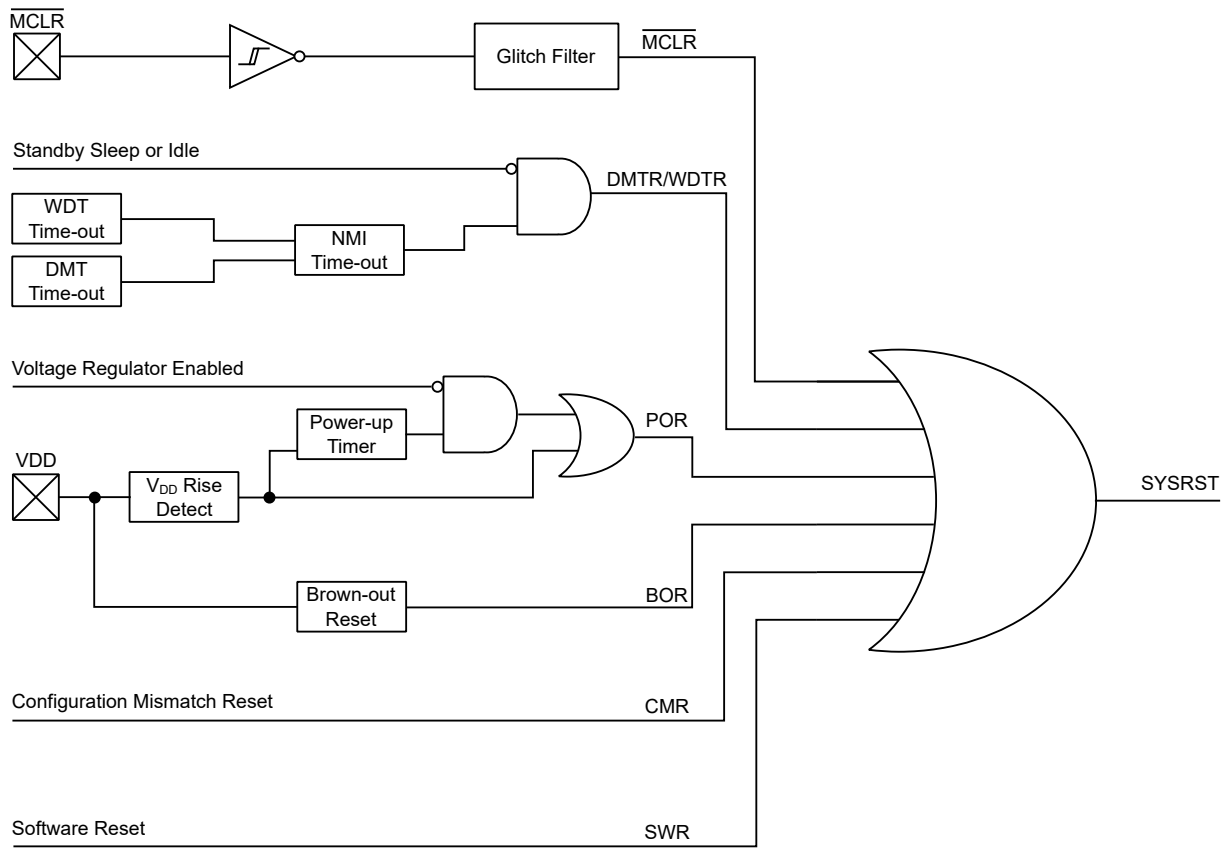 MCLR
Glitch Filter
MCLR
Standby Sleep or Idle
WDT
Time-out
DMT
Time-out
NMI
Time-out
DMTR/WDTR
Voltage Regulator Enabled
Power-up
Timer
POR
VDD
VDD Rise
Detect
SYSRST
Brown-out
Reset
BOR
Configuration Mismatch Reset
CMR
Software Reset
SWR